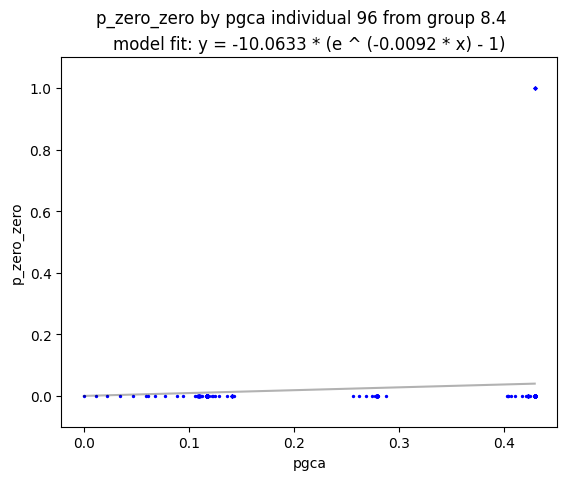 p_zero_zero by pgca individual 96 from group 8.4
model fit: y = -10.0633 * (e ^ (-0.0092 * x) - 1)
1.0
0.8
0.6
0.4
0.2
0.0
p_zero_zero
0.0 0.1 0.2 0.3 0.4
pgca